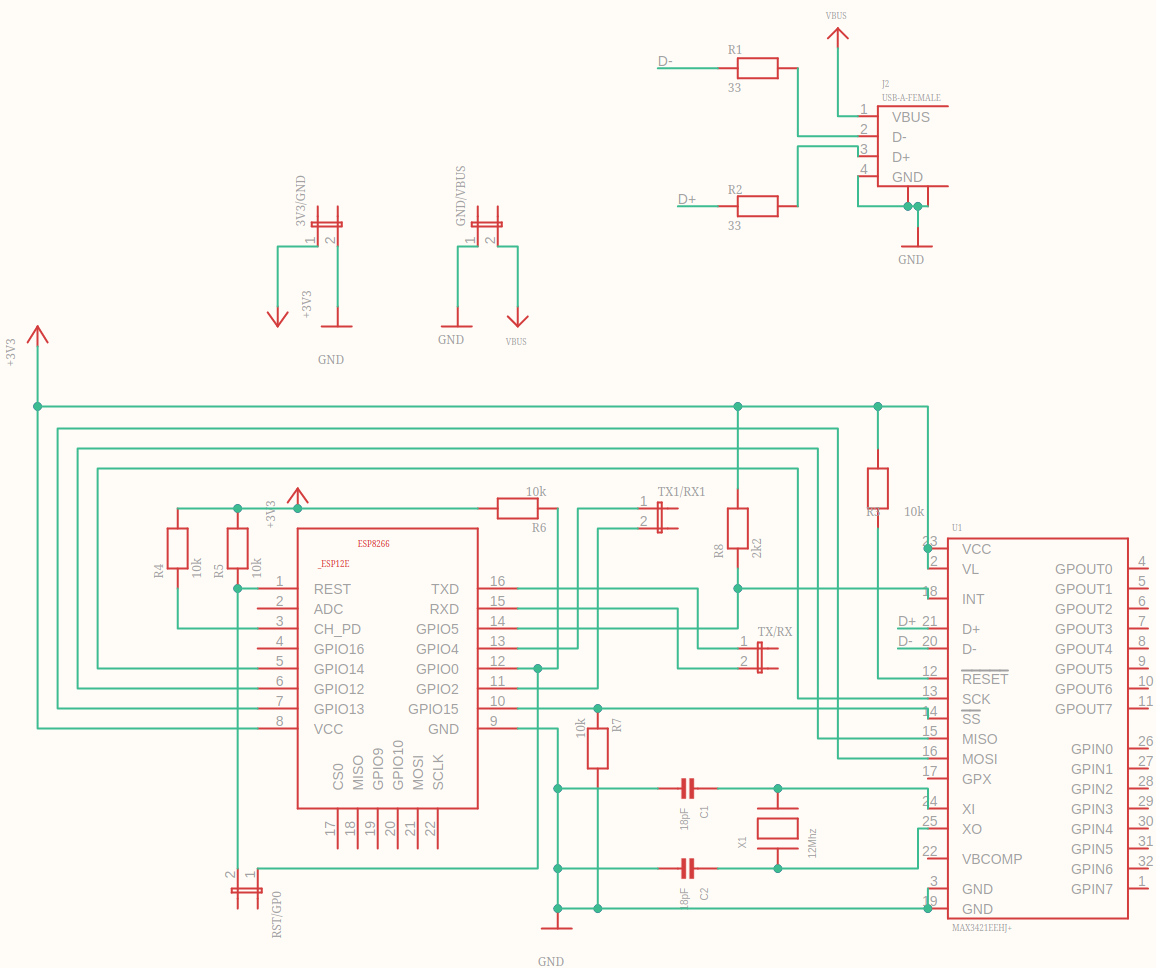 VBUS
D-
R1
33
J2
USB-A-FEMALE
1 VBUS
2 D-
3 D+
4 GND
D+
R2
33
GND
3V3/GND
1 2
+3V3
GND
GND/VBUS
1 2
GND
VBUS
+3V3
+3V3
10k
R6
R4
10k
R5
10k
ESP8266
_ESP12E
1 REST
2 ADC
3 CH_PD
4 GPIO16
5 GPIO14
6 GPIO12
7 GPIO13
8 VCC
TXD 16
RXD 15
GPIO5 14
GPIO4 13
GPIO0 12
GPIO2 11
GPIO15 10
GND 9
CS0 17
MISO 18
GPIO9 19
GPIO10 20
MOSI 21
SCLK 22
2 1
RST/GP0
TX1/RX1
1
2
R8
2k2
TX/RX
1
2
10k
R7
18pF
C1
X1
12Mhz
18pF
C2
GND
R3
10k
U1
23 VCC
2 VL
18 INT
D+ 21 D+
D- 20 D-
12 RESET
13 SCK
14 SS
15 MISO
16 MOSI
17 GPX
24 XI
25 XO
22 VBCOMP
3 GND
19 GND
GPOUT0 4
GPOUT1 5
GPOUT2 6
GPOUT3 7
GPOUT4 8
GPOUT5 9
GPOUT6 10
GPOUT7 11
GPIN0 26
GPIN1 27
GPIN2 28
GPIN3 29
GPIN4 30
GPIN5 31
GPIN6 32
GPIN7 1
MAX3421EEHJ+